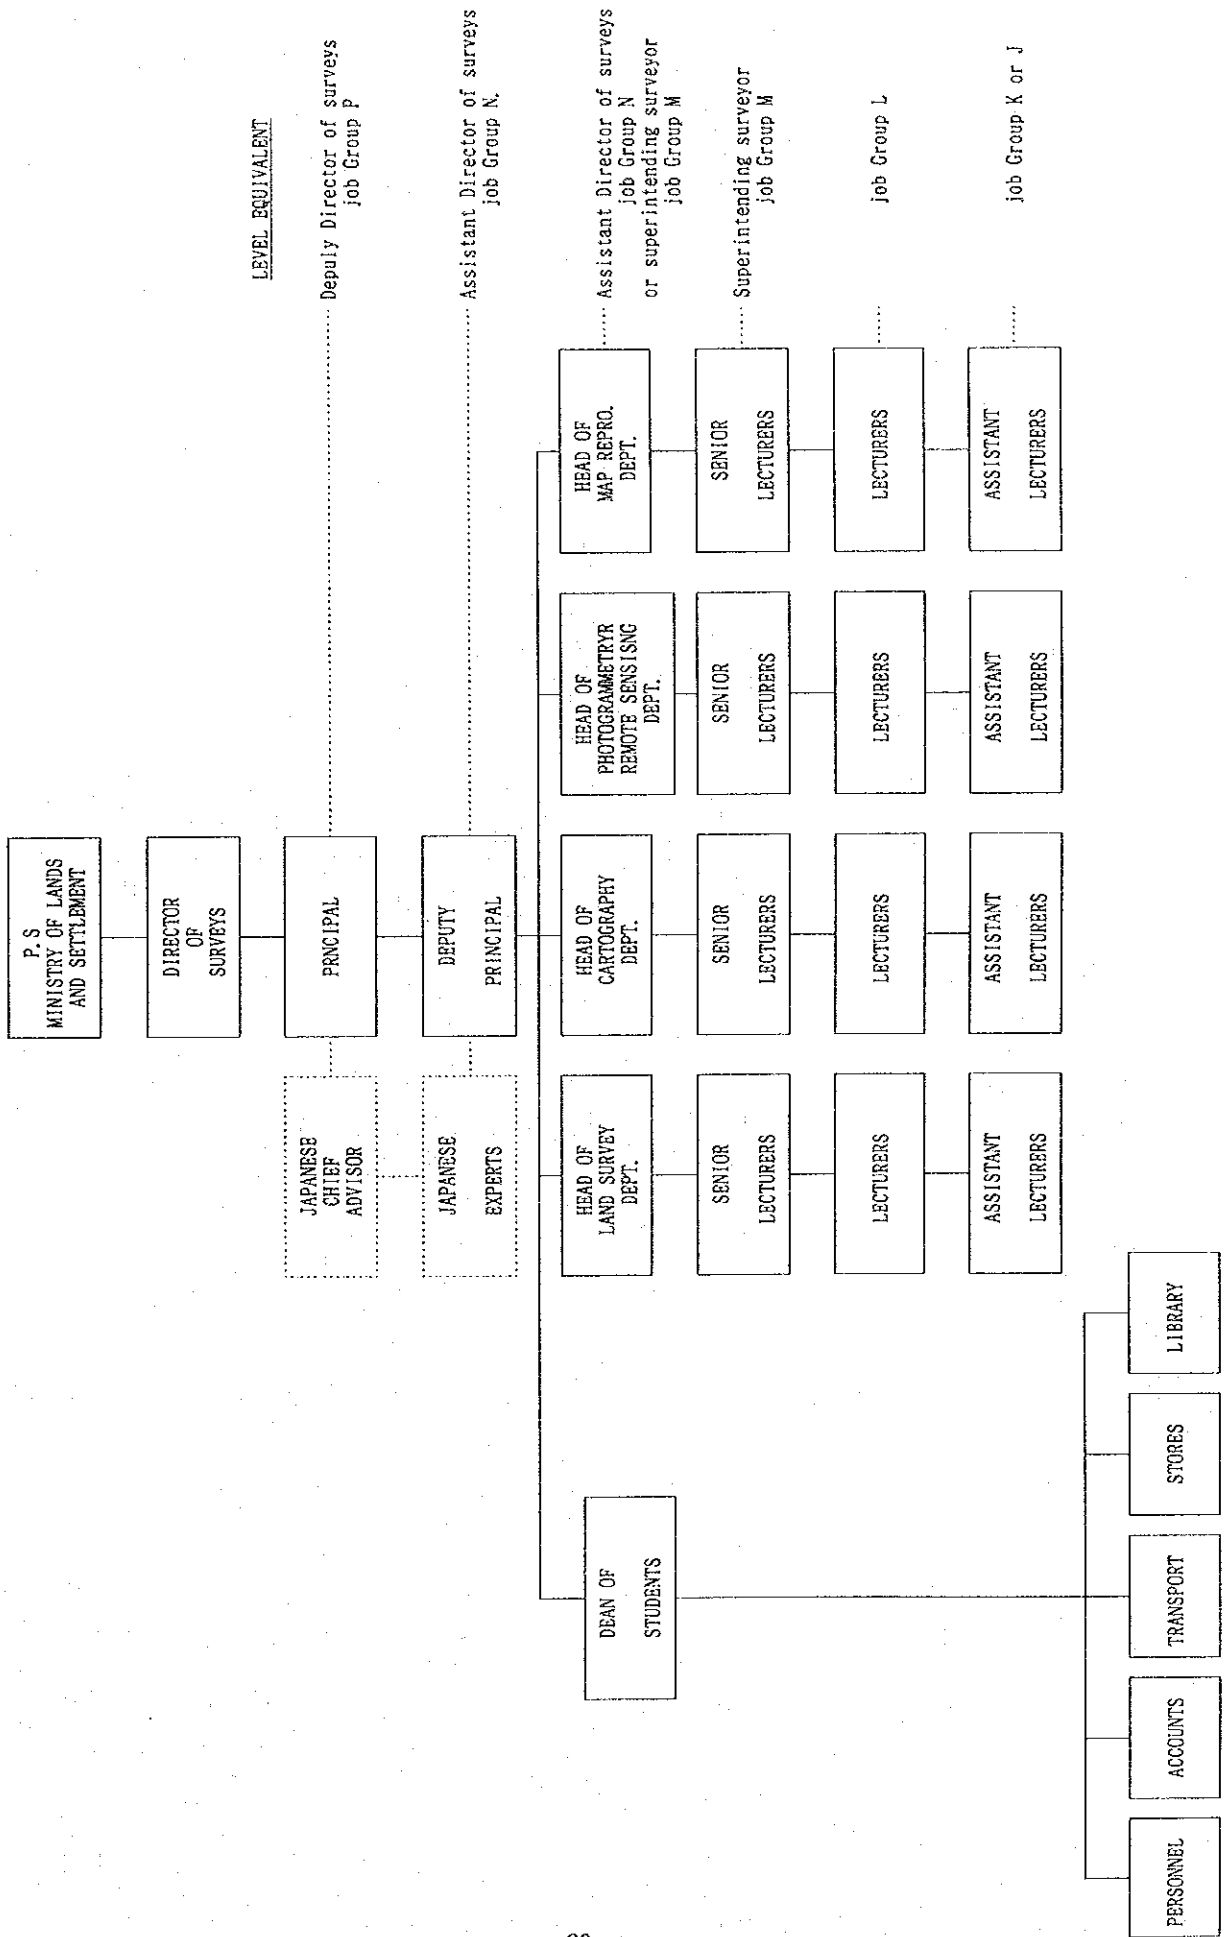 P.S
MINISTRY OF LANDS
AND SETTLEMENT
DIRECTOR
OF
SURVEYS
LEVEL EQUIVALENT
JAPANESE
CHIEF
ADVISOR
PRNCIPAL
Depuly Director of surveys
job Group P
JAPANESE
EXPERTS
DEPUTY
PRINCIPAL
Assistant Director of surveys
job Group N.
DEAN OF
STUDENTS
HEAD OF
LAND SURVEY
DEPT.
HEAD OF
CARTOGRAPHY
DEPT.
HEAD OF
PHOTOGRAMMETRYR
REMOTE SENSISNG
DEPT.
HEAD OF
MAP REPRO.
DEPT.
Assistant Director of surveys
job Group N
or superintending surveyor
job Group M
SENIOR
LECTURERS
SENIOR
LECTURERS
SENIOR
LECTURERS
SENIOR
LECTURERS
Superintending surveyor
job Group M
LECTURERS
LECTURERS
LECTURERS
LECTURERS
job Group L
ASSISTANT
LECTURERS
ASSISTANT
LECTURERS
ASSISTANT
LECTURERS
ASSISTANT
LECTURERS
job Group K or J
PERSONNEL
ACCOUNTS
TRANSPORT
STORES
LIBRARY